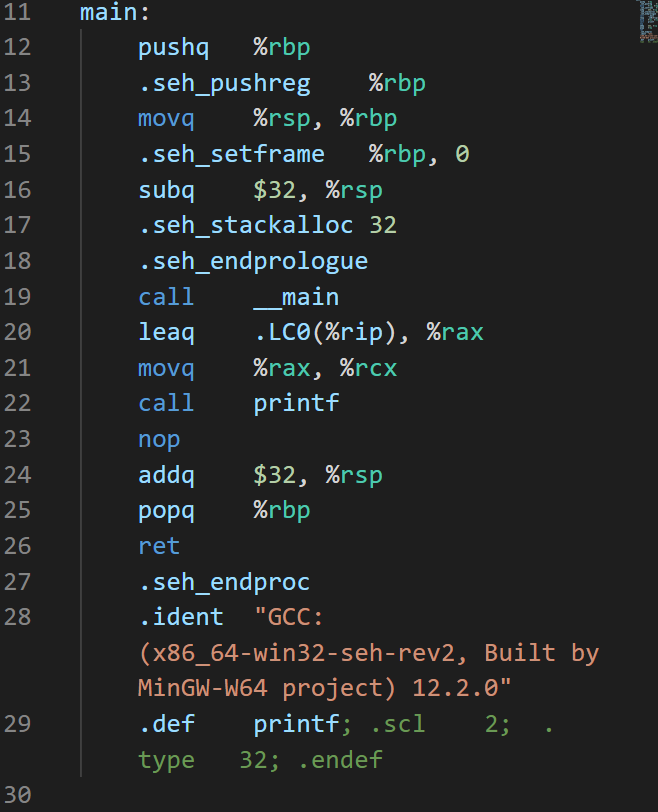 11 main:
12 pushq %rbp
13 .seh_pushreg %rbp
14 movq %rsp, %rbp
15 .seh_setframe %rbp, 0
16 subq $32, %rsp
17 .seh_stackalloc 32
18 .seh_endprologue
19 call __main
20 leaq .LC0(%rip), %rax
21 movq %rax, %rcx
22 call printf
23 nop
24 addq $32, %rsp
25 popq %rbp
26 ret
27 .seh_endproc
28 .ident "GCC:
(x86_64-win32-seh-rev2, Built by
MinGW-W64 project) 12.2.0"
29 .def printf; .scl 2; .
type 32; .endef
30